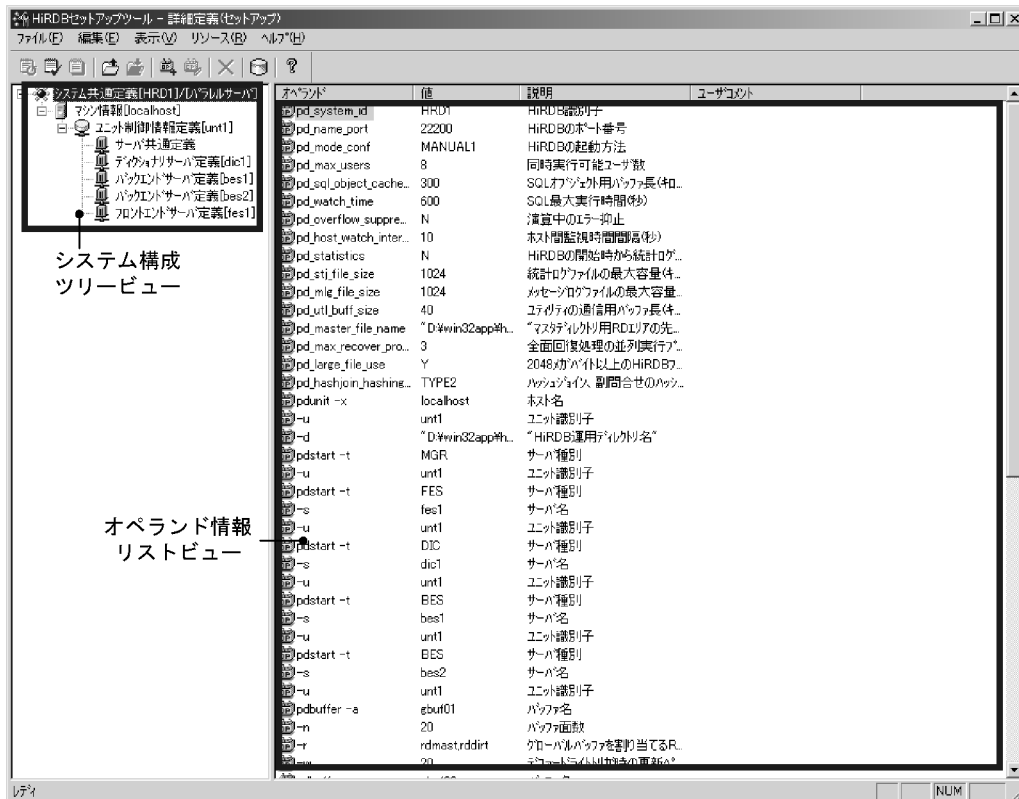 HiRDBセットアップツール - 詳細定義(セットアップ)
ファイル(F) 編集(E) 表示(V) リソース(R) ヘルプ(H)
システム共通定義[HRD1]/[パラレルサーバ]
マシン情報[localhost]
ユニット制御情報定義[unt1]
サーバ共通定義
ディクショナリサーバ定義[dic1]
バックエンドサーバ定義[bes1]
バックエンドサーバ定義[bes2]
フロントエンドサーバ定義[fes1]
システム構成
ツリービュー
オペランド情報
リストビュー
オペランド 値 説明 ユーザコメント
pd_system_id HRD1 HiRDB識別子
pd_name_port 22200 HiRDBのポート番号
pd_mode_conf MANUAL1 HiRDBの起動方法
pd_max_users 8 同時実行可能ユーザ数
pd_sql_object_cache... 300 SQLオブジェクト用バッファ長(キロ...
pd_watch_time 600 SQL最大実行時間(秒)
pd_overflow_suppre... N 演算中のエラー抑止
pd_host_watch_inter... 10 ホスト間監視時間間隔(秒)
pd_statistics N HiRDBの開始時から統計ログ...
pd_stj_file_size 1024 統計ログファイルの最大容量(キ...
pd_mlg_file_size 1024 メッセージログファイルの最大容量...
pd_utl_buff_size 40 ユティリティの通信用バッファ長(キ...
pd_master_file_name "D:¥win32app¥h... "マスタディレクトリ用RDエリアの先...
pd_max_recover_pro... 3 全面回復処理の並列実行プ...
pd_large_file_use Y 2048メガバイト以上のHiRDBフ...
pd_hashjoin_hashing... TYPE2 ハッシュジョイン、副問合せのハッシ...
pdunit -x localhost ホスト名
-u unt1 ユニット識別子
-d "D:¥win32app¥h... "HiRDB運用ディレクトリ名"
pdstart -t MGR サーバ種別
-u unt1 ユニット識別子
pdstart -t FES サーバ種別
-s fes1 サーバ名
-u unt1 ユニット識別子
pdstart -t DIC サーバ種別
-s dic1 サーバ名
-u unt1 ユニット識別子
pdstart -t BES サーバ種別
-s bes1 サーバ名
-u unt1 ユニット識別子
pdstart -t BES サーバ種別
-s bes2 サーバ名
-u unt1 ユニット識別子
pdbuffer -a gbuf01 バッファ名
-n 20 バッファ面数
-r rdmast,rddirt グローバルバッファを割り当てるR...
-w 20 デファードライトトリガ時の更新ペ...
レディ NUM